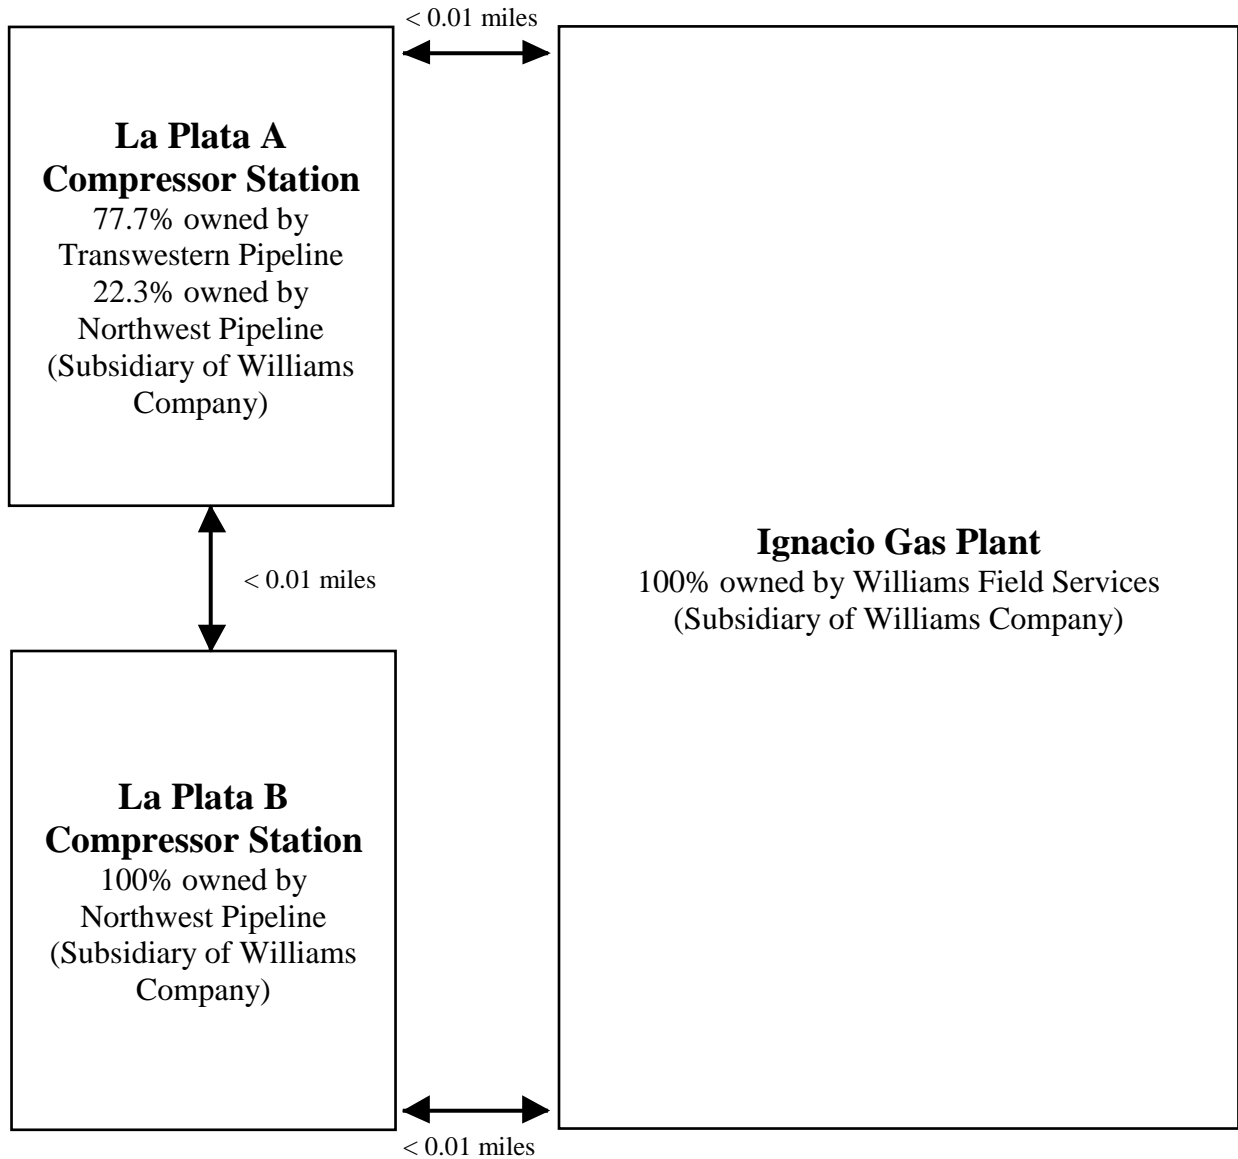 < 0.01 miles
La Plata A
Compressor Station
77.7% owned by
Transwestern Pipeline
22.3% owned by
Northwest Pipeline
(Subsidiary of Williams
Company)
< 0.01 miles
Ignacio Gas Plant
100% owned by Williams Field Services
(Subsidiary of Williams Company)
La Plata B
Compressor Station
100% owned by
Northwest Pipeline
(Subsidiary of Williams
Company)
< 0.01 miles